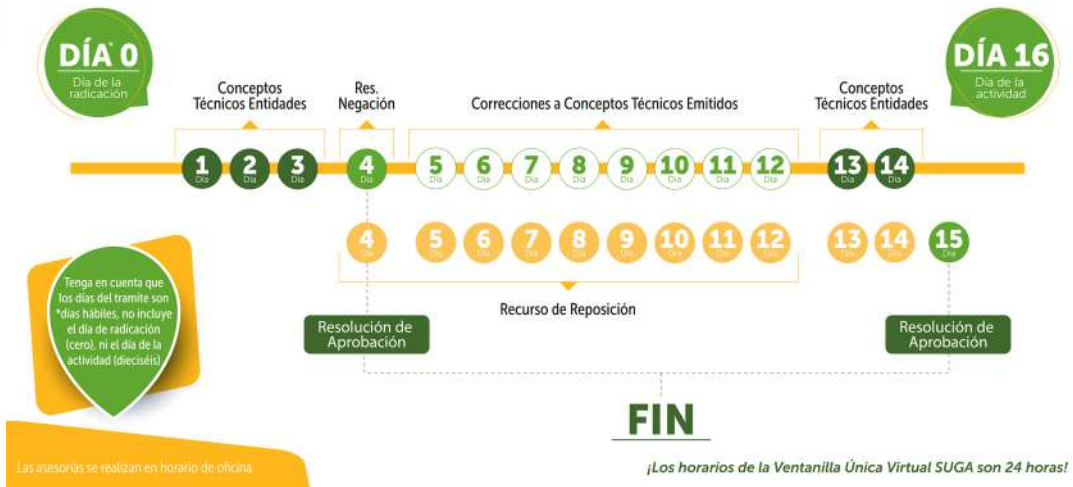 DÍA* 0
Día de la
radicación
DÍA 16
Día de la
actividad
Conceptos
Técnicos Entidades
Res.
Negación
Correcciones a Conceptos Técnicos Emitidos
Conceptos
Técnicos Entidades
1 Día 2 Día 3 Día 4 Día 5 Día 6 Día 7 Día 8 Día 9 Día 10 Día 11 Día 12 Día 13 Día 14 Día
4 Día 5 Día 6 Día 7 Día 8 Día 9 Día 10 Día 11 Día 12 Día 13 Día 14 Día 15 Día
Recurso de Reposición
Tenga en cuenta que
los días del tramite son
*días hábiles, no incluye
el día de radicación
(cero), ni el día de la
actividad (dieciséis)
Resolución de
Aprobación
Resolución de
Aprobación
FIN
Las asesorías se realizan en horario de oficina
¡Los horarios de la Ventanilla Única Virtual SUGA son 24 horas!